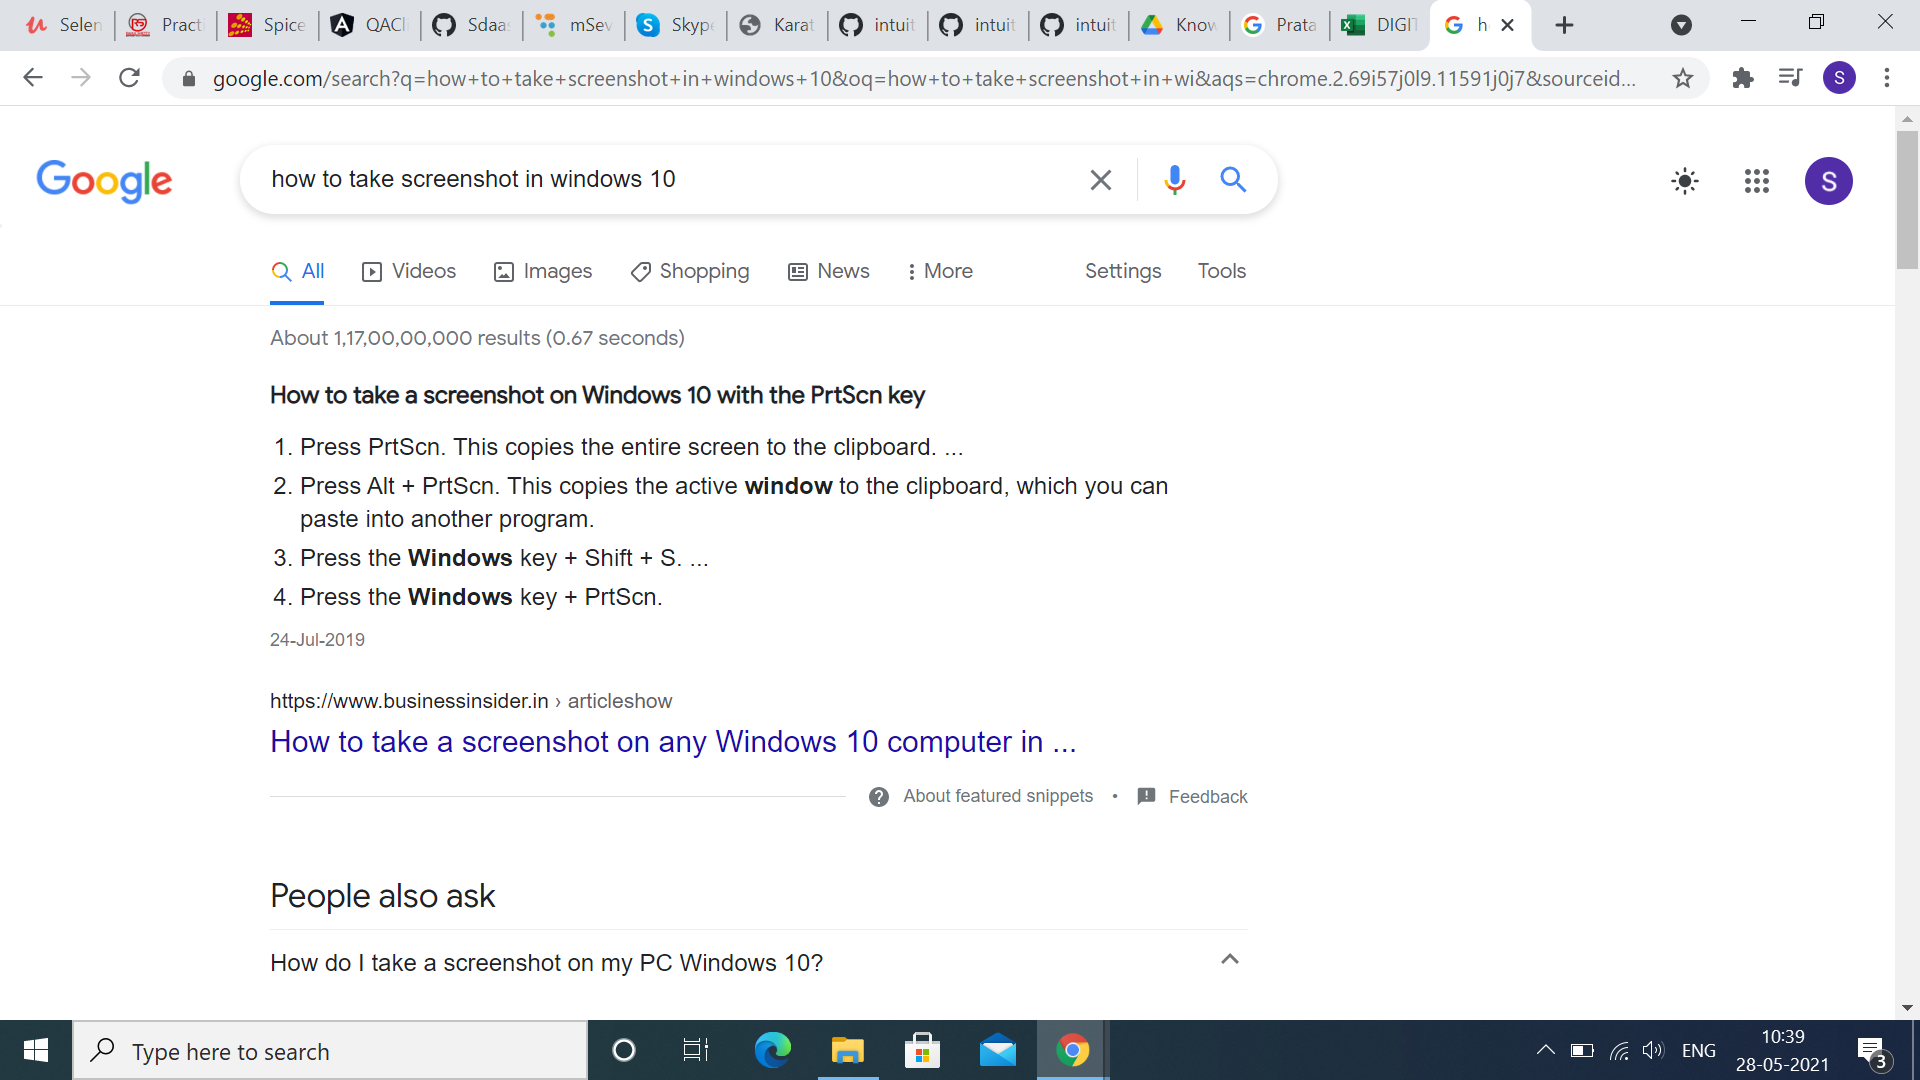 Selen
Practi
Spice
QACli
Sdaas
mSev
Skype
Karat
intuit
intuit
intuit
Know
Prata
DIGIT
h
google.com/search?q=how+to+take+screenshot+in+windows+10&oq=how+to+take+screenshot+in+wi&aqs=chrome.2.69i57j0l9.11591j0j7&sourceid...
S
Google
how to take screenshot in windows 10
S
All
Videos
Images
Shopping
News
More
Settings
Tools
About 1,17,00,00,000 results (0.67 seconds)
How to take a screenshot on Windows 10 with the PrtScn key
1. Press PrtScn. This copies the entire screen to the clipboard. ...
2. Press Alt + PrtScn. This copies the active window to the clipboard, which you can
paste into another program.
3. Press the Windows key + Shift + S. ...
4. Press the Windows key + PrtScn.
24-Jul-2019
https://www.businessinsider.in › articleshow
How to take a screenshot on any Windows 10 computer in ...
About featured snippets • Feedback
People also ask
How do I take a screenshot on my PC Windows 10?
Type here to search
ENG
10:39
28-05-2021
3